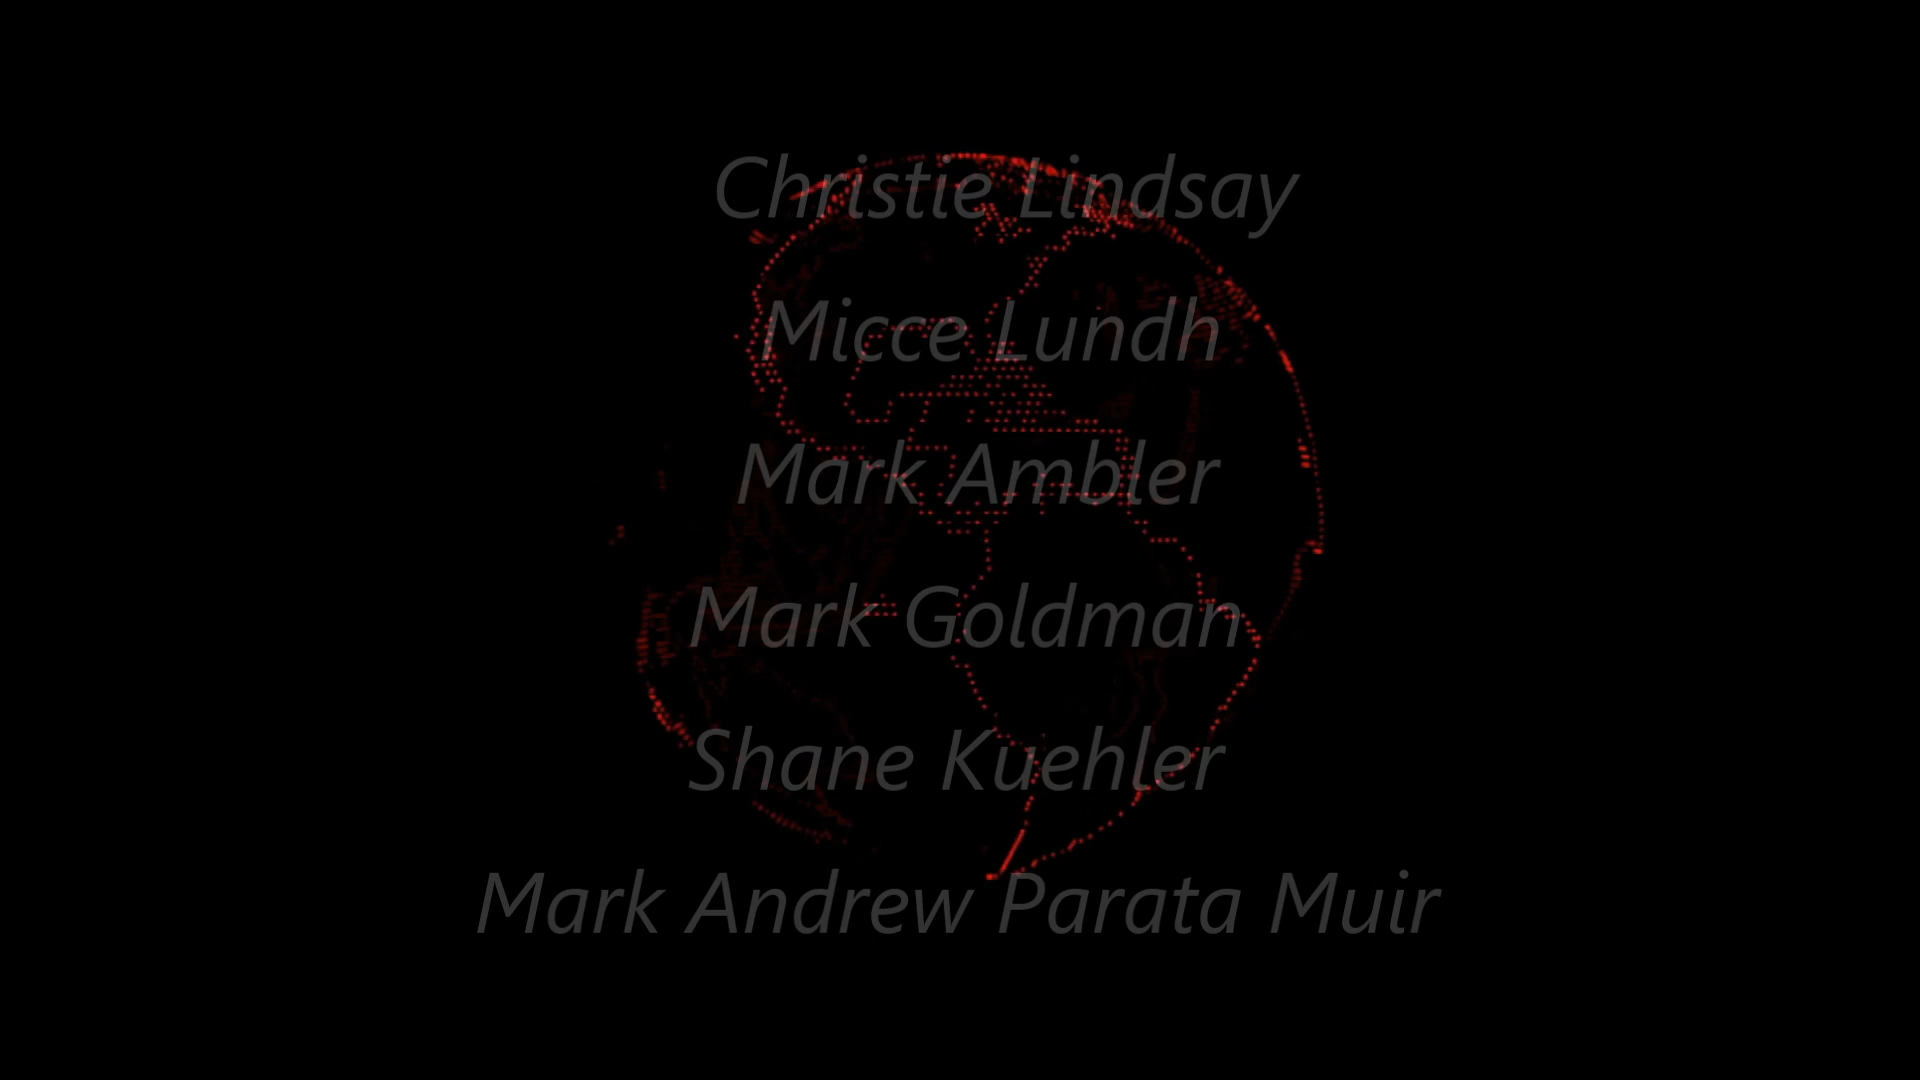 Christie Lindsay
Micce Lundh
Mark Ambler
Mark Goldman
Shane Kuehler
Mark Andrew Parata Muir